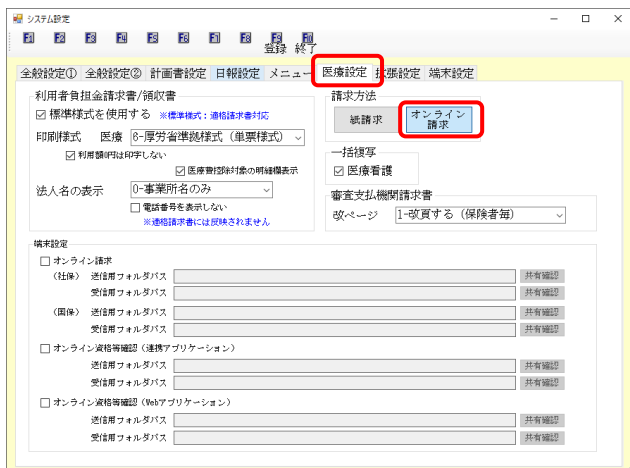 システム設定
F1 F2 F3 F4 F5 F6 F7 F8 F9 F10
登録 終了
全般設定① 全般設定② 計画書設定 日報設定 メニュー 医療設定 拡張設定 端末設定
利用者負担金請求書/領収書
☑ 標準様式を使用する ※標準様式：適格請求書対応
印刷様式 医療 8-厚労省準拠様式（単票様式）
☑ 利用額0円は印字しない
☑ 医療費控除対象の明細欄表示
法人名の表示 0-事業所名のみ
☐ 電話番号を表示しない
※適格請求書には反映されません
請求方法
紙請求
オンライン
請求
一括複写
☑ 医療看護
審査支払機関請求書
改ページ 1-改頁する（保険者毎）
端末設定
☐ オンライン請求
（社保） 送信用フォルダパス 共有確認
受信用フォルダパス 共有確認
（国保） 送信用フォルダパス 共有確認
受信用フォルダパス 共有確認
☐ オンライン資格等確認（連携アプリケーション）
送信用フォルダパス 共有確認
受信用フォルダパス 共有確認
☐ オンライン資格等確認（Webアプリケーション）
送信用フォルダパス 共有確認
受信用フォルダパス 共有確認